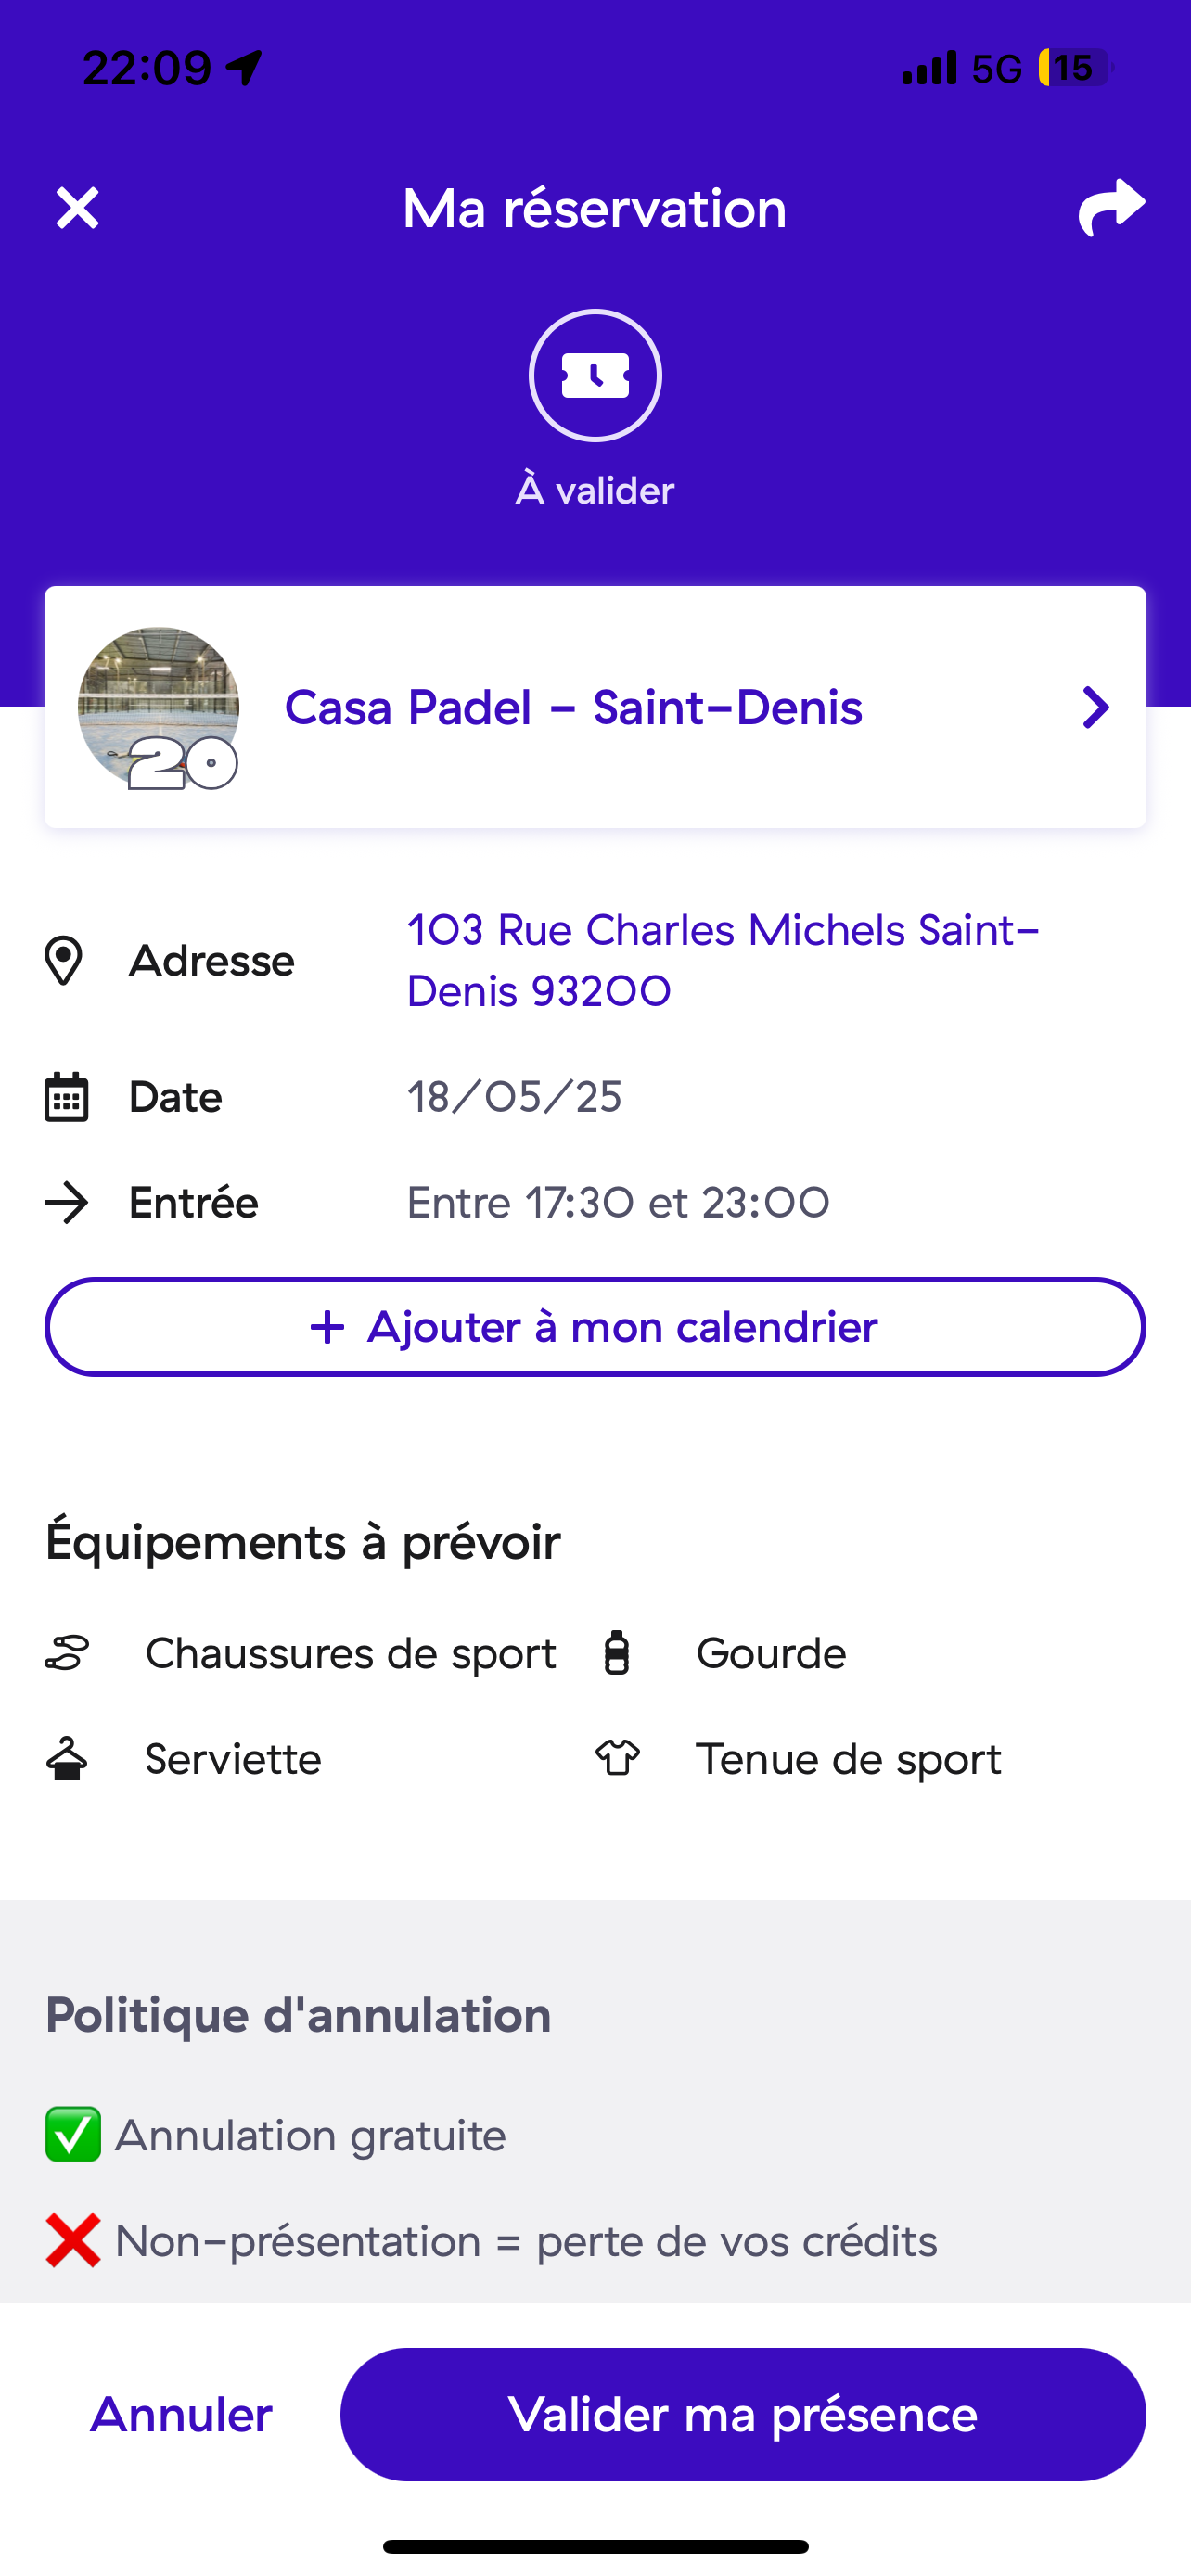 22:09
5G 15
Ma réservation
À valider
20
Casa Padel - Saint-Denis
Adresse
103 Rue Charles Michels Saint-
Denis 93200
Date
18/05/25
Entrée
Entre 17:30 et 23:00
+ Ajouter à mon calendrier
Équipements à prévoir
Chaussures de sport
Gourde
Serviette
Tenue de sport
Politique d'annulation
✅ Annulation gratuite
❌ Non-présentation = perte de vos crédits
Annuler
Valider ma présence